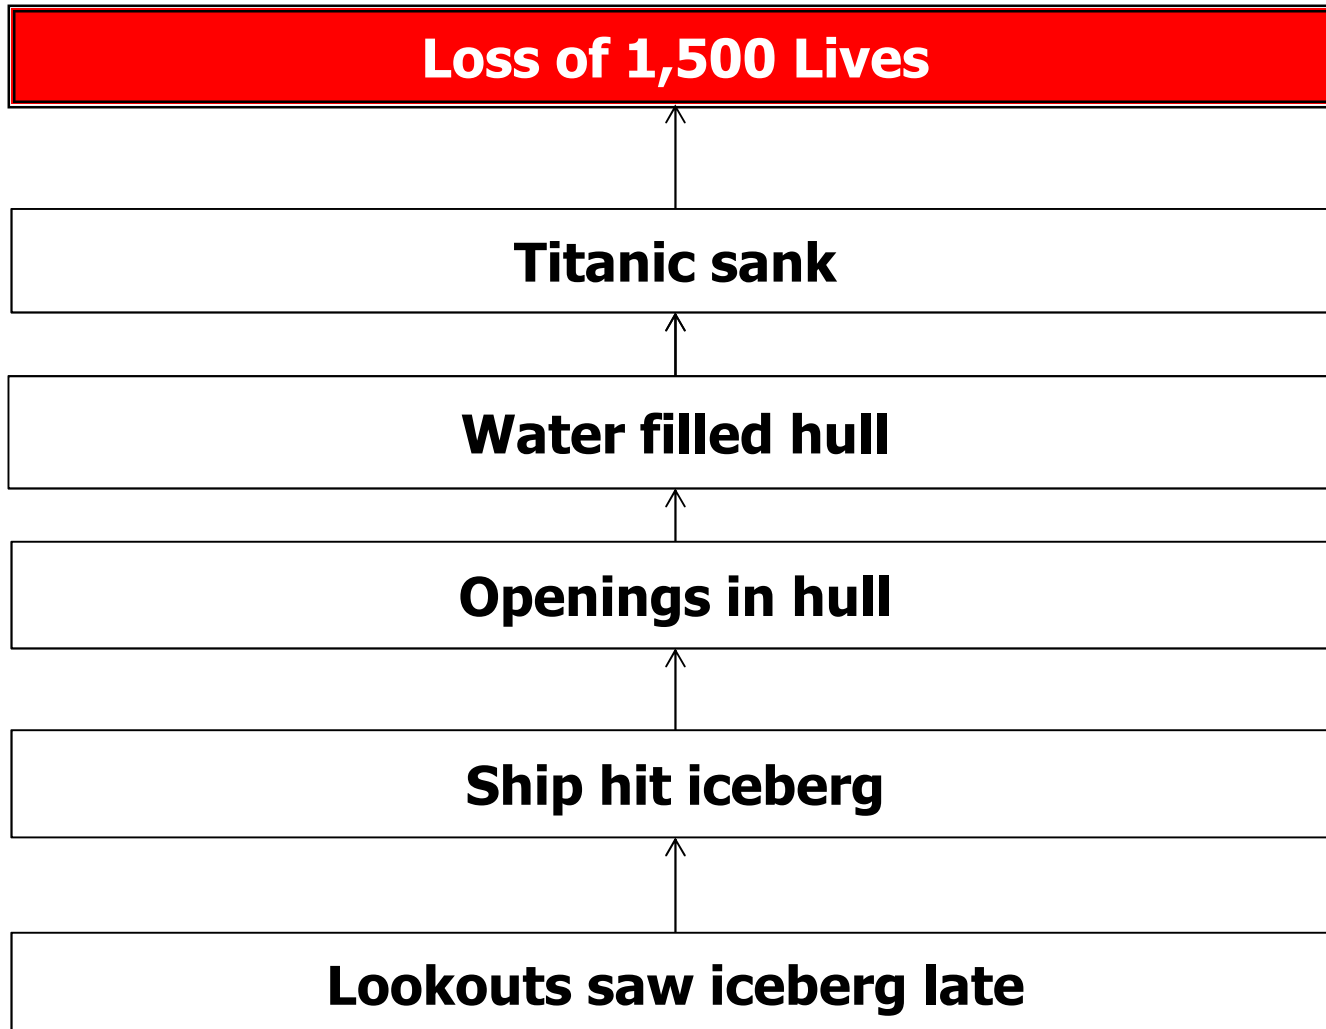 Loss of 1,500 Lives
Titanic sank
Water filled hull
Openings in hull
Ship hit iceberg
Lookouts saw iceberg late